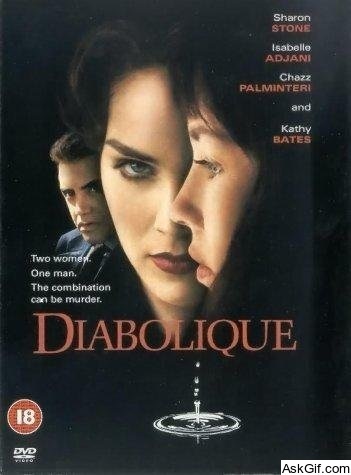 Sharon
STONE
Isabelle
ADJANI
Chazz
PALMINTERI
and
Kathy
BATES
Two women.
One man.
The combination
can be murder.
DIABOLIQUE
18
DVD
VIDEO
AskGif.com